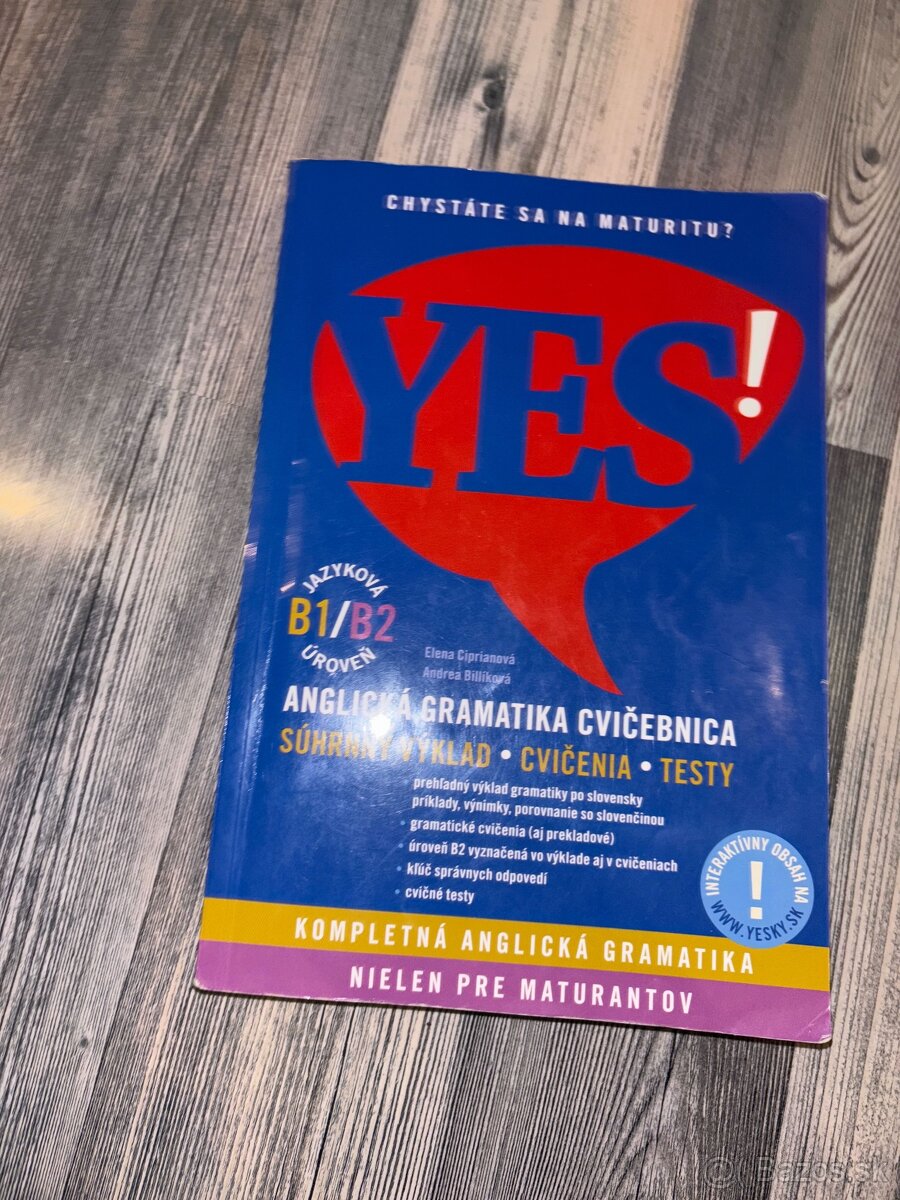 CHYSTÁTE SA NA MATURITU?
YES!
JAZYKOVÁ
B1/B2
ÚROVEŇ
Elena Ciprianová
Andrea Billíková
ANGLICKÁ GRAMATIKA CVIČEBNICA
SÚHRNNÝ VÝKLAD • CVIČENIA • TESTY
prehľadný výklad gramatiky po slovensky
príklady, výnimky, porovnanie so slovenčinou
• gramatické cvičenia (aj prekladové)
• úroveň B2 vyznačená vo výklade aj v cvičeniach
• kľúč správnych odpovedí
• cvičné testy
INTERAKTÍVNY OBSAH NA
!
WWW.YESKY.SK
KOMPLETNÁ ANGLICKÁ GRAMATIKA
NIELEN PRE MATURANTOV
© Bazos.sk